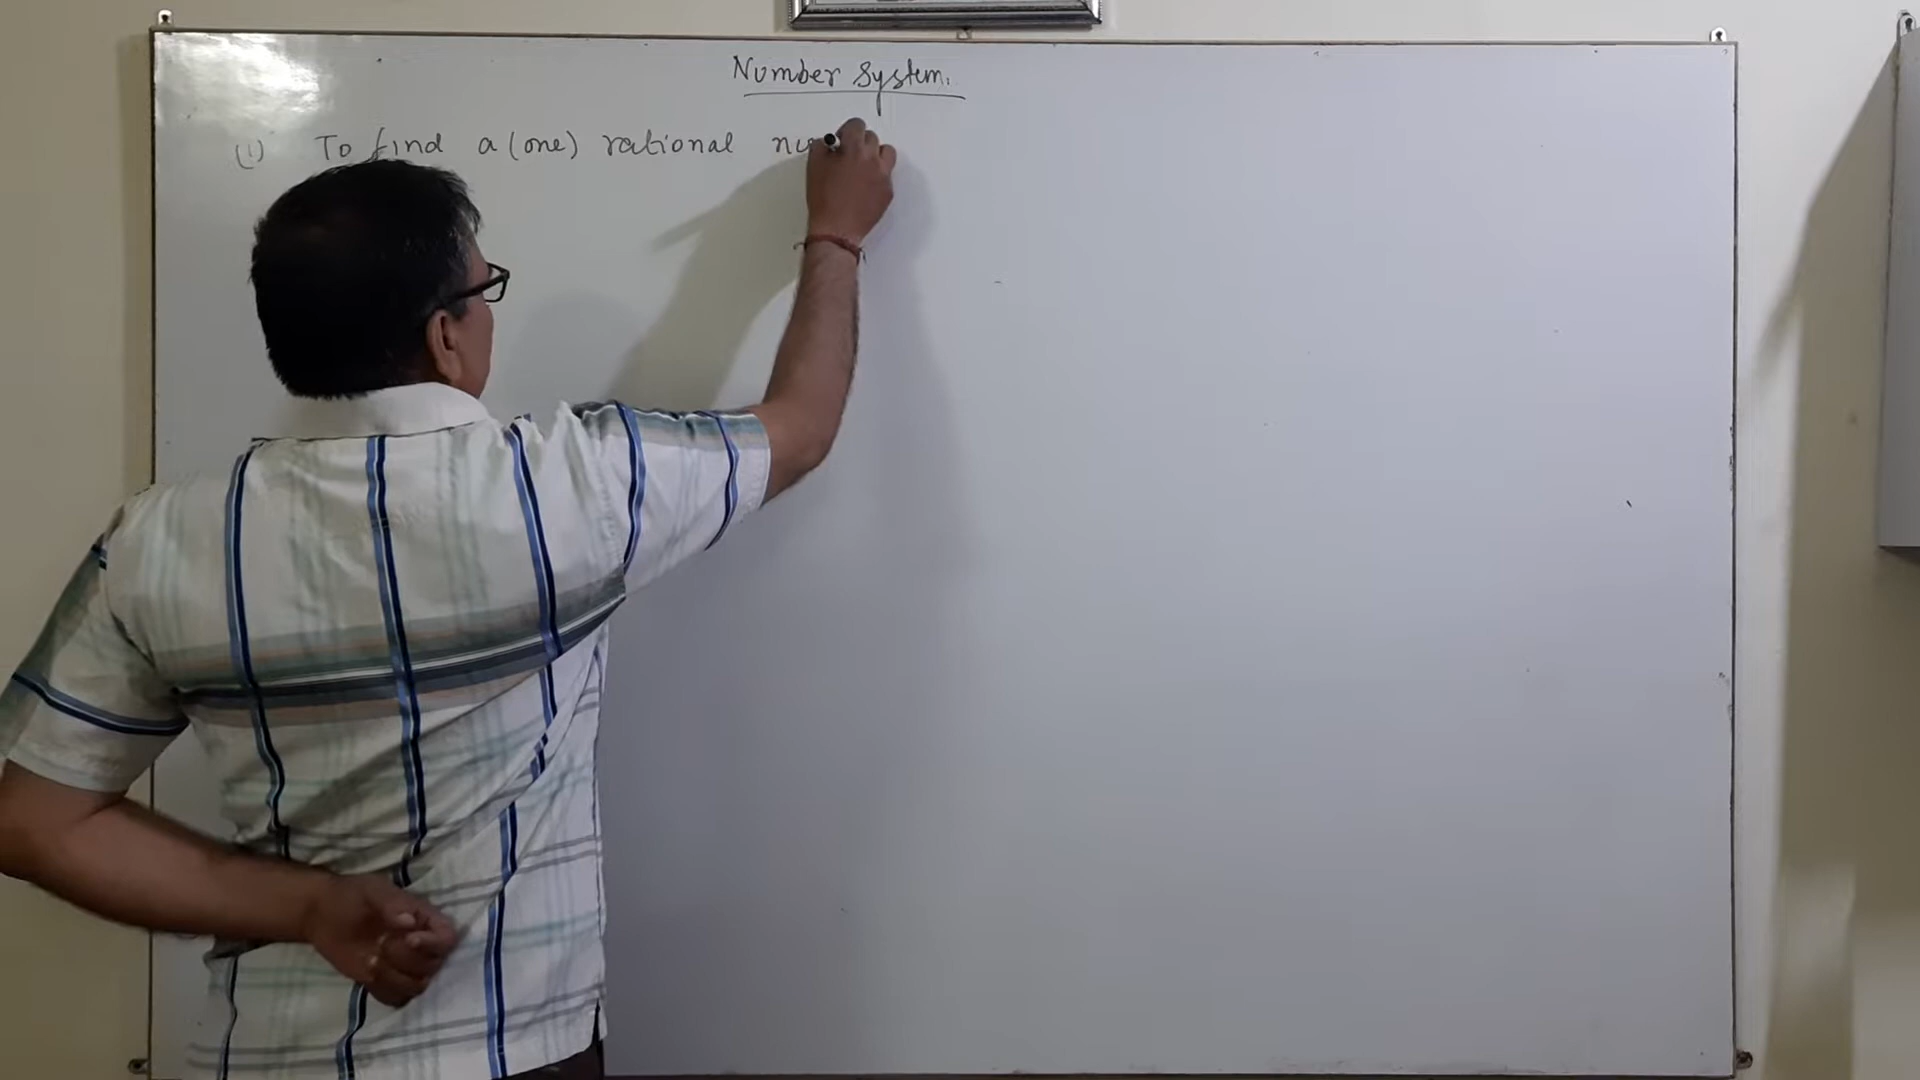 Number System.
(1) To find a (one) rational nu